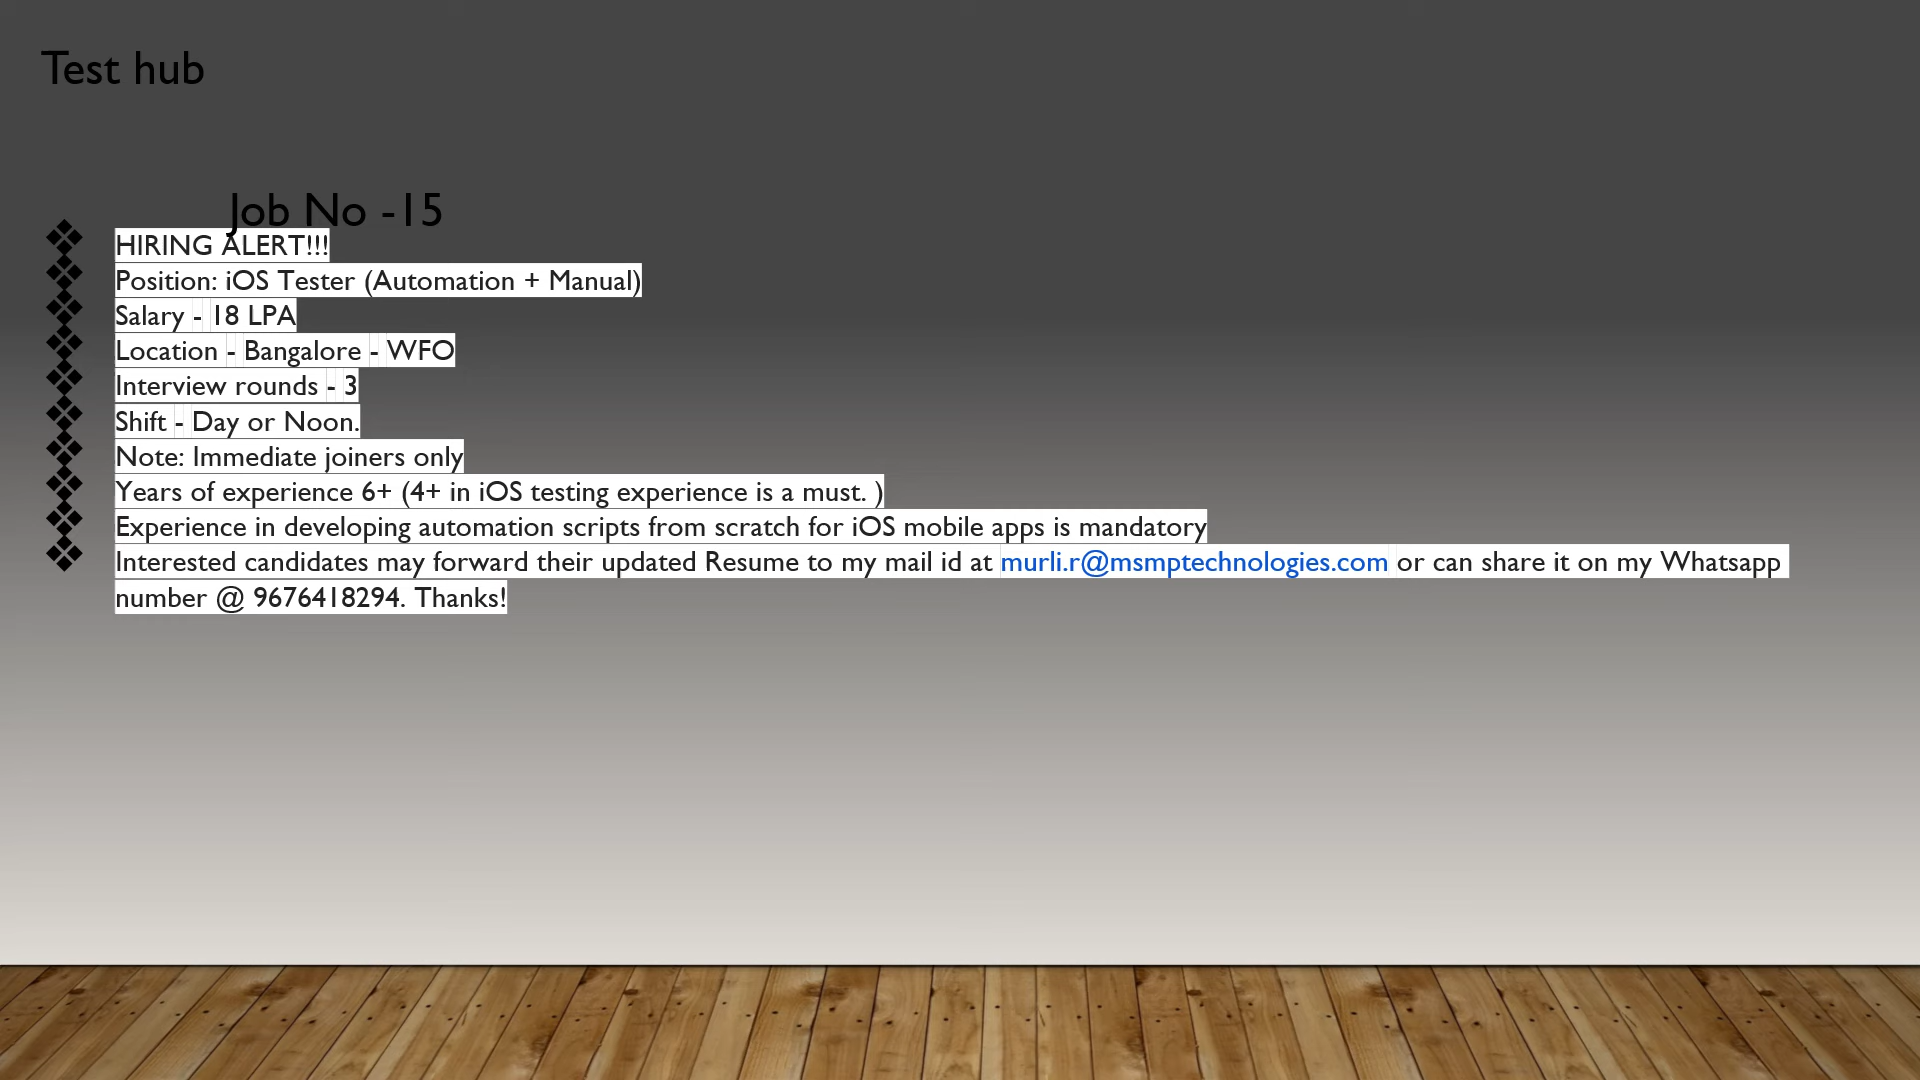 Test hub
Job No -15
HIRING ALERT!!!
Position: iOS Tester (Automation + Manual)
Salary - 18 LPA
Location - Bangalore - WFO
Interview rounds - 3
Shift - Day or Noon.
Note: Immediate joiners only
Years of experience 6+ (4+ in iOS testing experience is a must. )
Experience in developing automation scripts from scratch for iOS mobile apps is mandatory
Interested candidates may forward their updated Resume to my mail id at murli.r@msmptechnologies.com or can share it on my Whatsapp
number @ 9676418294. Thanks!